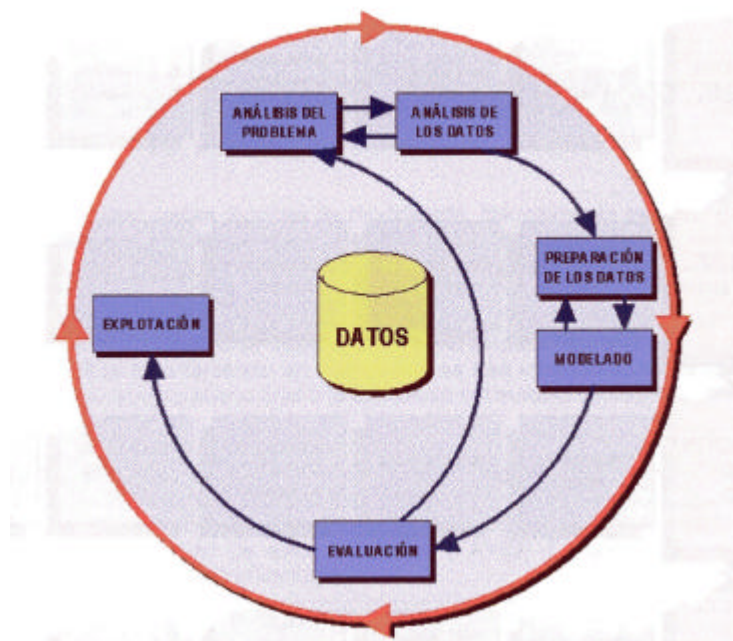 ANÁLISIS DEL
PROBLEMA
ANÁLISIS DE
LOS DATOS
PREPARACIÓN
DE LOS DATOS
EXPLOTACIÓN
DATOS
MODELADO
EVALUACIÓN